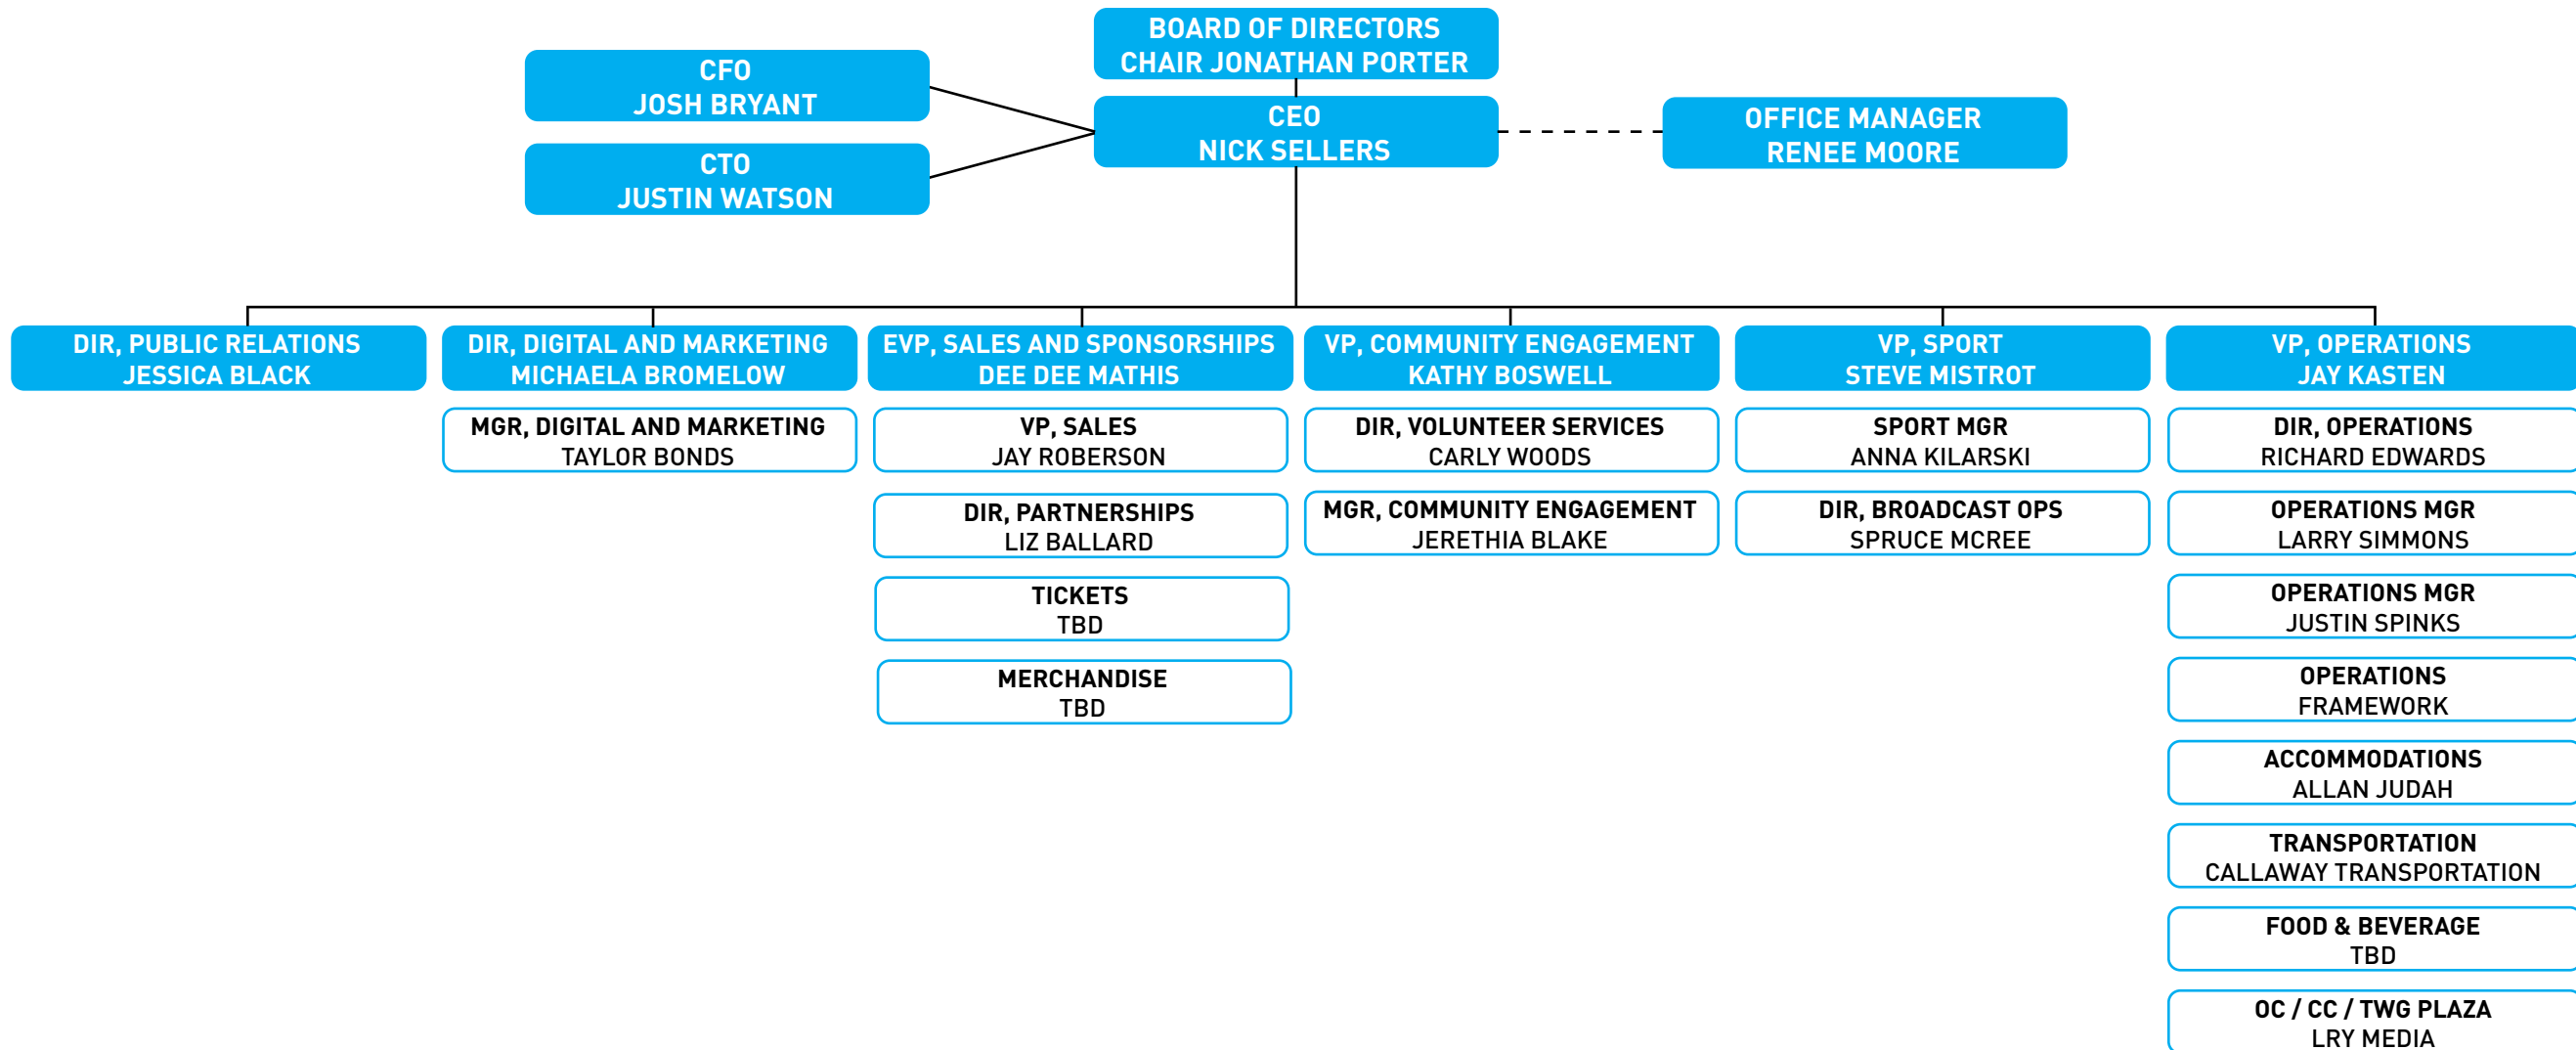 BOARD OF DIRECTORS
CHAIR JONATHAN PORTER
CFO
JOSH BRYANT
CEO
NICK SELLERS
OFFICE MANAGER
RENEE MOORE
CTO
JUSTIN WATSON
DIR, PUBLIC RELATIONS
JESSICA BLACK
DIR, DIGITAL AND MARKETING
MICHAELA BROMELOW
MGR, DIGITAL AND MARKETING
TAYLOR BONDS
EVP, SALES AND SPONSORSHIPS
DEE DEE MATHIS
VP, SALES
JAY ROBERSON
DIR, PARTNERSHIPS
LIZ BALLARD
TICKETS
TBD
MERCHANDISE
TBD
VP, COMMUNITY ENGAGEMENT
KATHY BOSWELL
DIR, VOLUNTEER SERVICES
CARLY WOODS
MGR, COMMUNITY ENGAGEMENT
JERETHIA BLAKE
VP, SPORT
STEVE MISTROT
SPORT MGR
ANNA KILARSKI
DIR, BROADCAST OPS
SPRUCE MCREE
VP, OPERATIONS
JAY KASTEN
DIR, OPERATIONS
RICHARD EDWARDS
OPERATIONS MGR
LARRY SIMMONS
OPERATIONS MGR
JUSTIN SPINKS
OPERATIONS
FRAMEWORK
ACCOMMODATIONS
ALLAN JUDAH
TRANSPORTATION
CALLAWAY TRANSPORTATION
FOOD & BEVERAGE
TBD
OC / CC / TWG PLAZA
LRY MEDIA